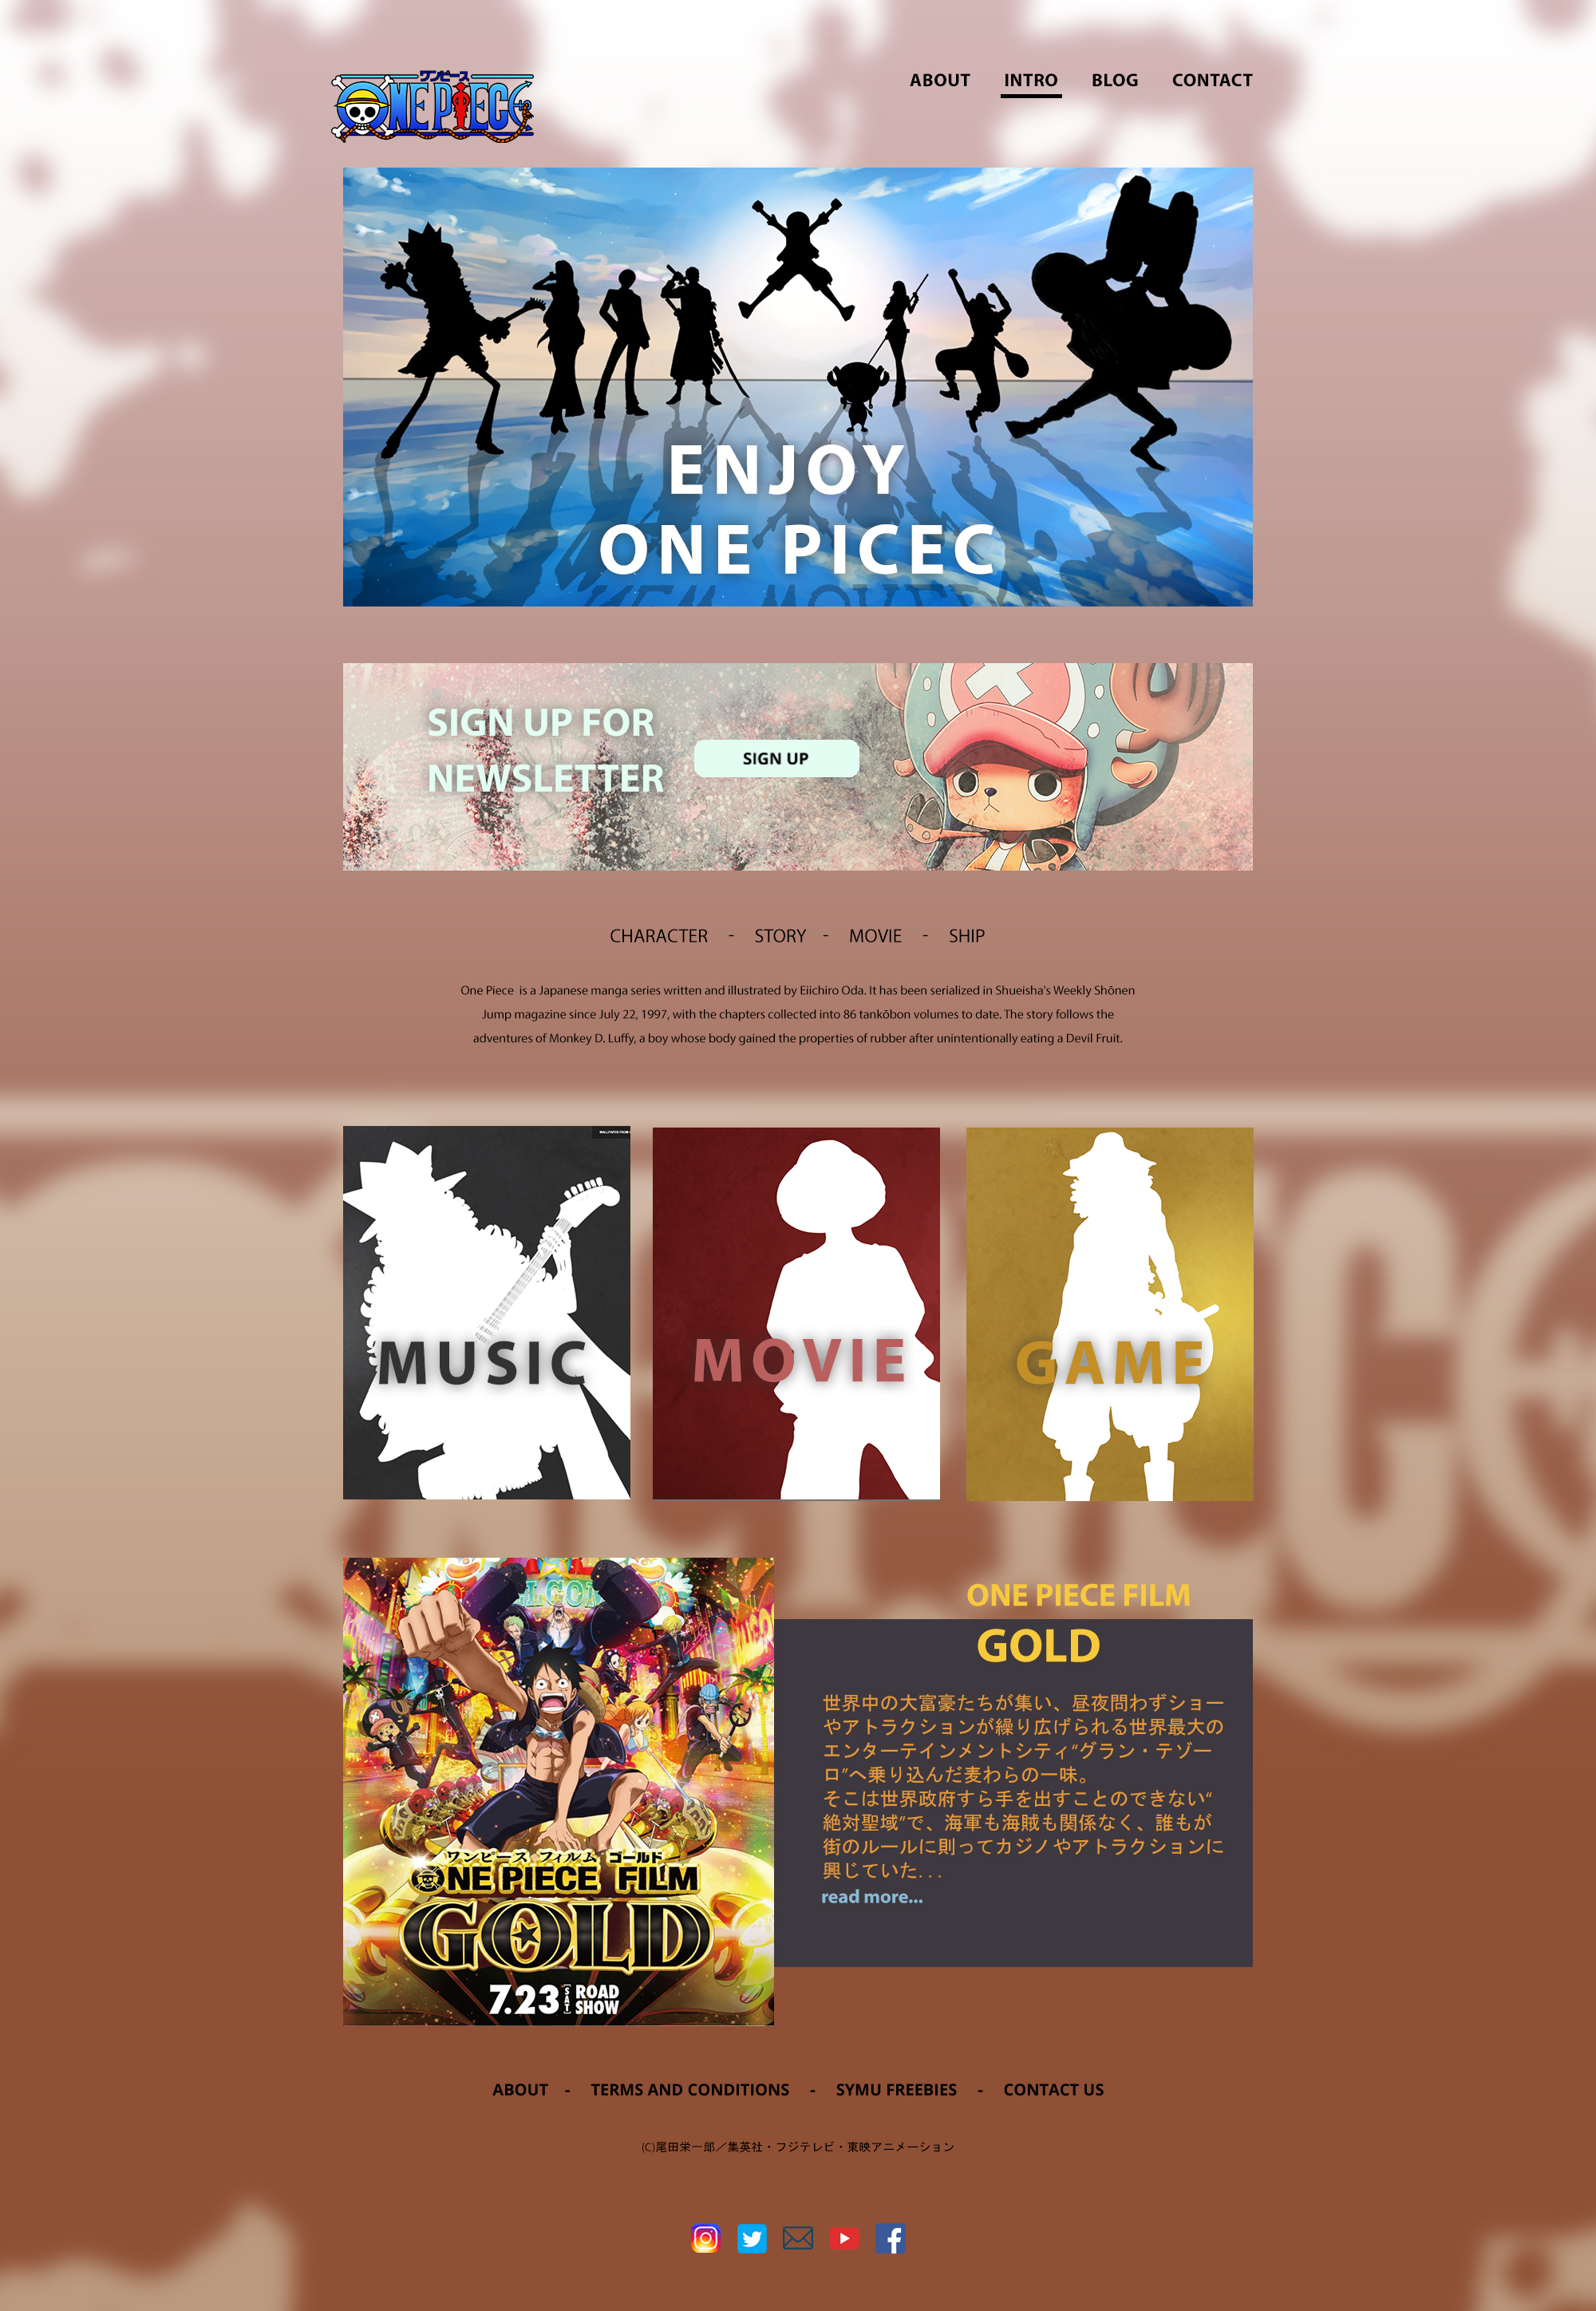 ワンピース
ONE PIECE
ABOUT INTRO BLOG CONTACT
ENJOY
ONE PICEC
SIGN UP FOR
NEWSLETTER
SIGN UP
CHARACTER - STORY - MOVIE - SHIP
One Piece is a Japanese manga series written and illustrated by Eiichiro Oda. It has been serialized in Shueisha's Weekly Shōnen
Jump magazine since July 22, 1997, with the chapters collected into 86 tankōbon volumes to date. The story follows the
adventures of Monkey D. Luffy, a boy whose body gained the properties of rubber after unintentionally eating a Devil Fruit.
WALLPAPER FROM
MUSIC
MOVIE
GAME
ワンピース フィルム ゴールド
ONE PIECE FILM
GOLD
7.23 [SAT] ROAD
SHOW
ONE PIECE FILM
GOLD
世界中の大富豪たちが集い、昼夜問わずショー
やアトラクションが繰り広げられる世界最大の
エンターテインメントシティ“グラン・テゾー
ロ”へ乗り込んだ麦わらの一味。
そこは世界政府すら手を出すことのできない“
絶対聖域”で、海軍も海賊も関係なく、誰もが
街のルールに則ってカジノやアトラクションに
興じていた. . .
read more...
ABOUT - TERMS AND CONDITIONS - SYMU FREEBIES - CONTACT US
(C)尾田栄一郎／集英社・フジテレビ・東映アニメーション